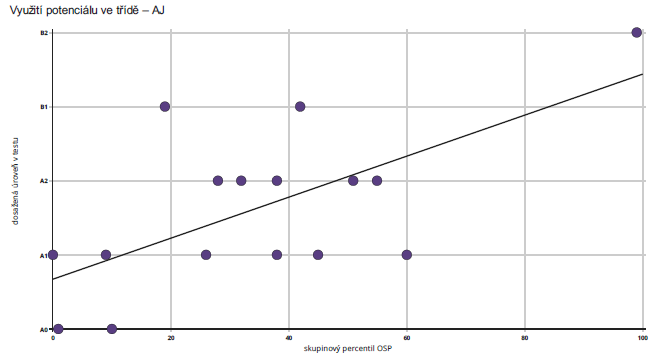 Využití potenciálu ve třídě – AJ
B2
B1
A2
A1
A0
dosažená úroveň v testu
0 20 40 60 80 100
skupinový percentil OSP